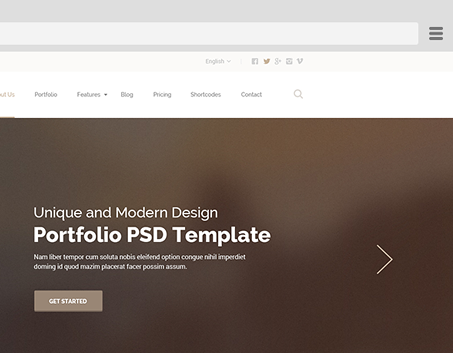 English
ut Us Portfolio Features Blog Pricing Shortcodes Contact
Unique and Modern Design
Portfolio PSD Template
Nam liber tempor cum soluta nobis eleifend option congue nihil imperdiet
doming id quod mazim placerat facer possim assum.
GET STARTED